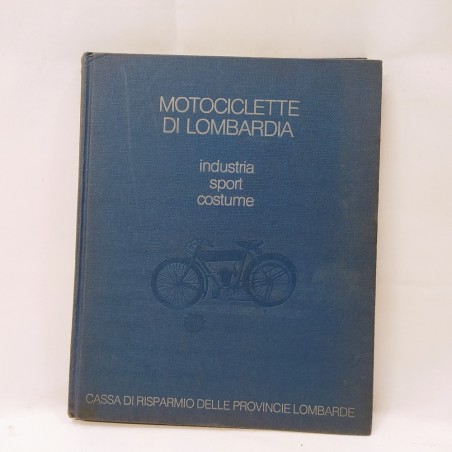 MOTOCICLETTE
DI LOMBARDIA
industria
sport
costume
CASSA DI RISPARMIO DELLE PROVINCIE LOMBARDE